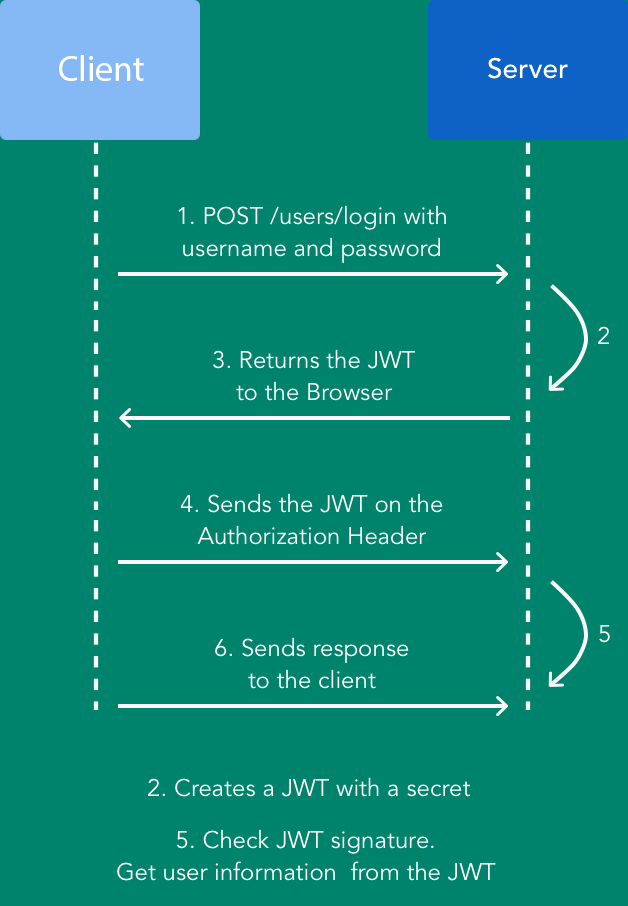 Client
Server
1. POST /users/login with
username and password
2
3. Returns the JWT
to the Browser
4. Sends the JWT on the
Authorization Header
5
6. Sends response
to the client
2. Creates a JWT with a secret
5. Check JWT signature.
Get user information  from the JWT